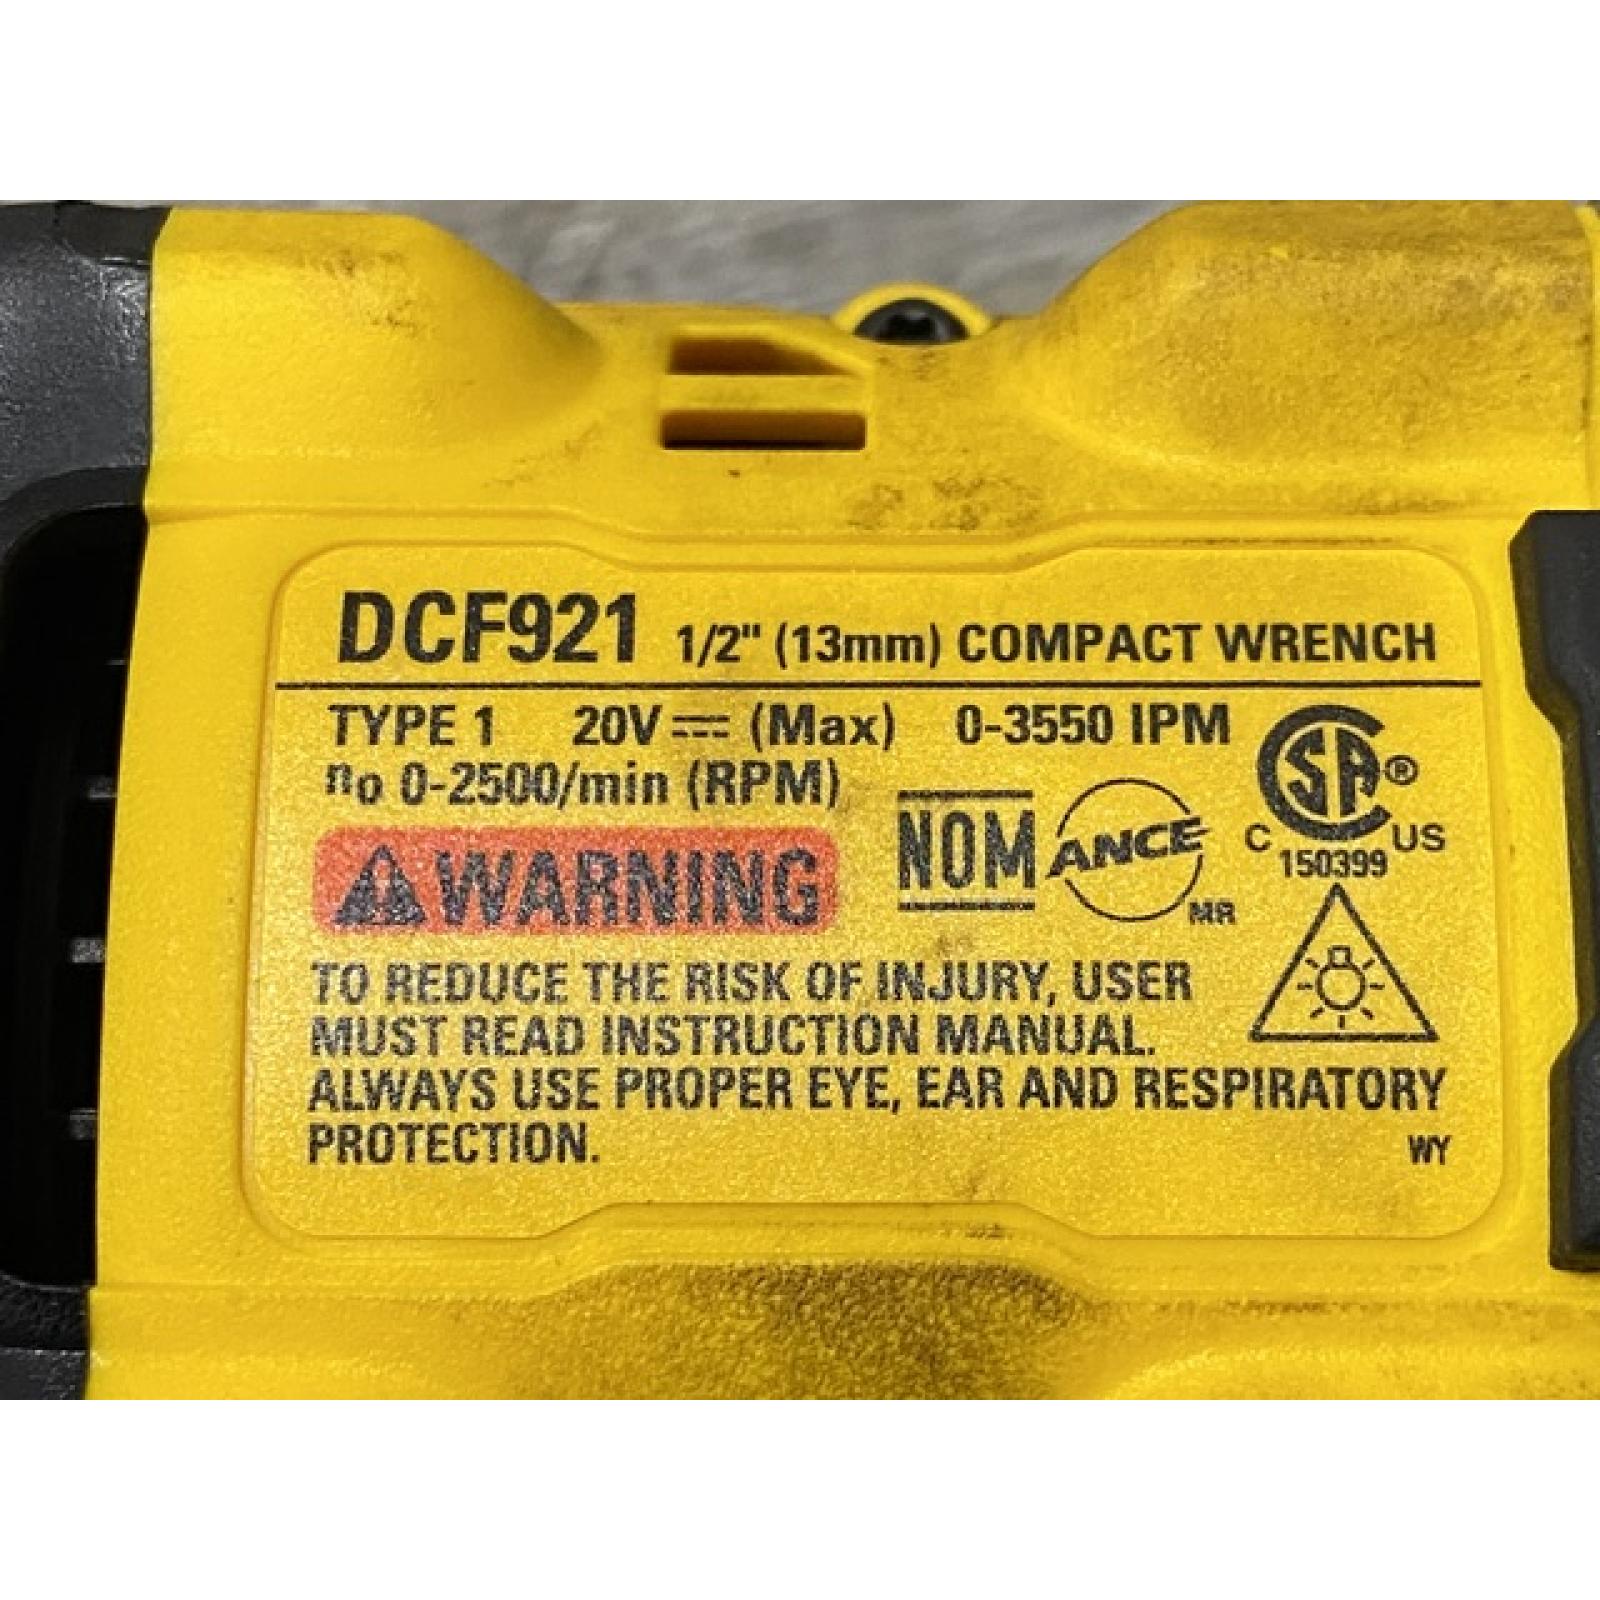 DCF921 1/2" (13mm) COMPACT WRENCH
TYPE 1 20V ⎓ (Max) 0-3550 IPM
no 0-2500/min (RPM)
NOM ANCE MR
CSA® C US
150399
WARNING
TO REDUCE THE RISK OF INJURY, USER
MUST READ INSTRUCTION MANUAL.
ALWAYS USE PROPER EYE, EAR AND RESPIRATORY
PROTECTION.
WY